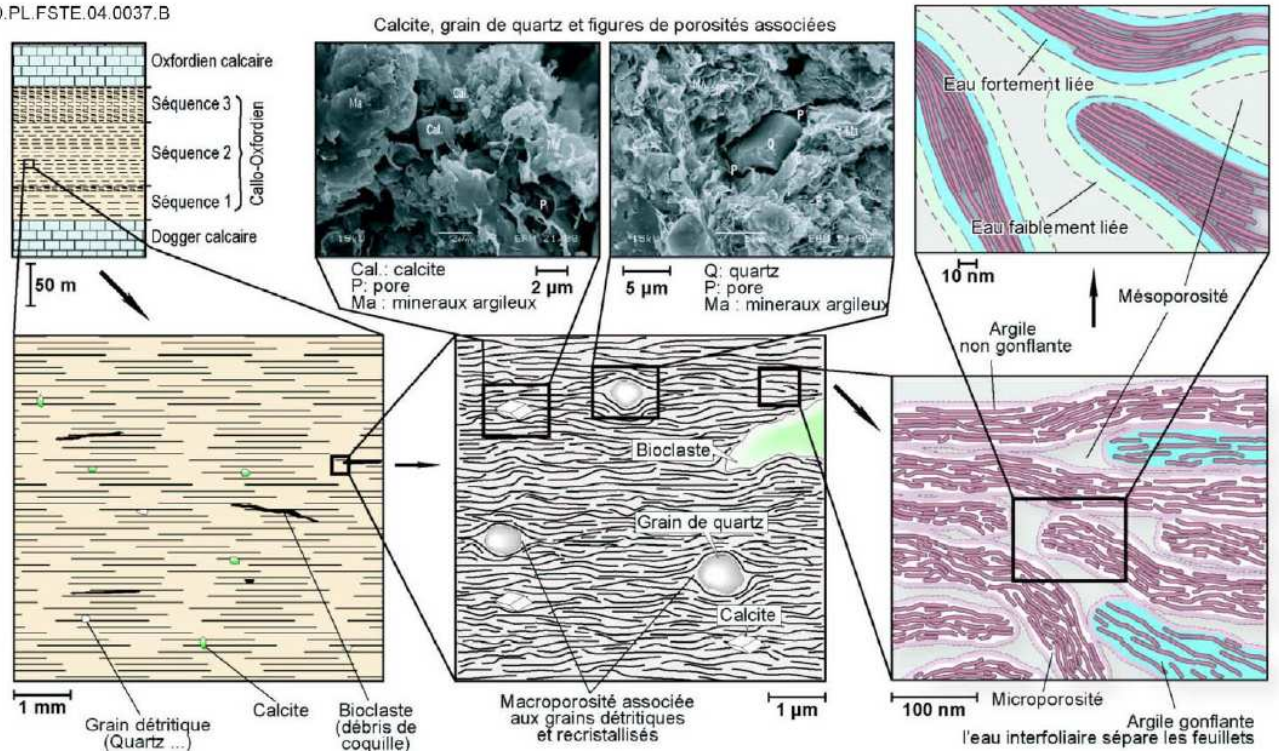 D.PL.FSTE.04.0037.B
Calcite, grain de quartz et figures de porosités associées
Oxfordien calcaire
Séquence 3
Séquence 2
Séquence 1
Callo-Oxfordien
Dogger calcaire
50 m
Ma
Cal.
Cal.
P
P
Q
P
Cal.: calcite
P: pore
Ma : mineraux argileux
2 µm
5 µm
Q: quartz
P: pore
Ma : mineraux argileux
Eau fortement liée
Eau faiblement liée
10 nm
Mésoporosité
Argile
non gonflante
Bioclaste
Grain de quartz
Calcite
1 mm
Grain détritique
(Quartz ...)
Calcite
Bioclaste
(débris de
coquille)
Macroporosité associée
aux grains détritiques
et recristallisés
1 µm
100 nm
Microporosité
Argile gonflante
l'eau interfoliaire sépare les feuillets